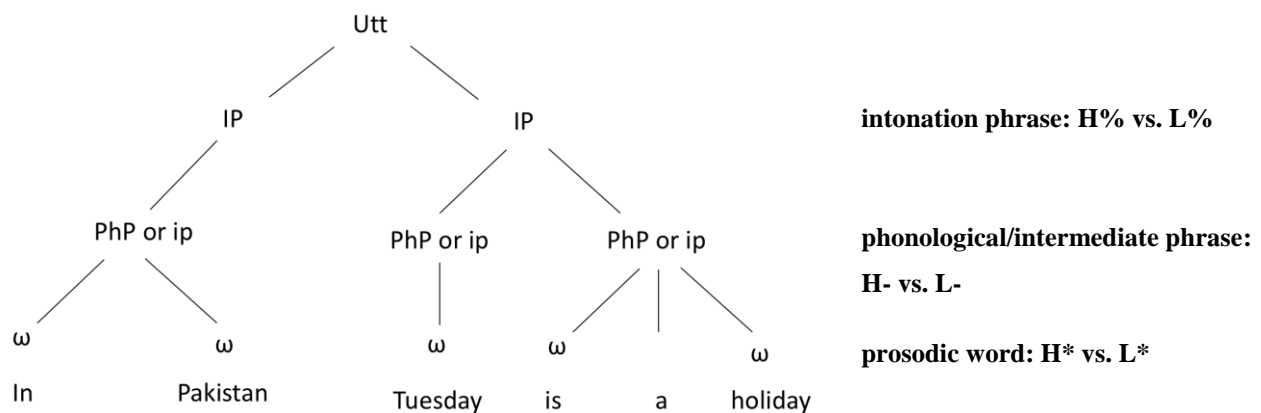 Utt
IP IP intonation phrase: H% vs. L%
PhP or ip PhP or ip PhP or ip phonological/intermediate phrase:
H- vs. L-
ω ω ω ω ω prosodic word: H* vs. L*
In Pakistan Tuesday is a holiday